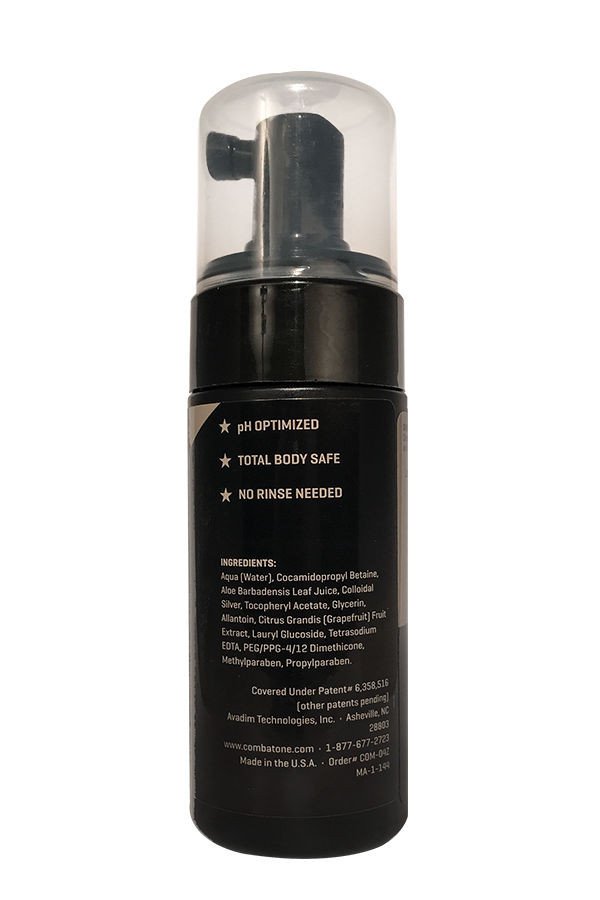 ★ pH OPTIMIZED
★ TOTAL BODY SAFE
★ NO RINSE NEEDED
INGREDIENTS:
Aqua (Water), Cocamidopropyl Betaine,
Aloe Barbadensis Leaf Juice, Colloidal
Silver, Tocopheryl Acetate, Glycerin,
Allantoin, Citrus Grandis (Grapefruit) Fruit
Extract, Lauryl Glucoside, Tetrasodium
EDTA, PEG/PPG-4/12 Dimethicone,
Methylparaben, Propylparaben.
Covered Under Patent# 6,358,516
(other patents pending)
Avadim Technologies, Inc. · Asheville, NC
28803
www.combatone.com · 1-877-677-2723
Made in the U.S.A. · Order# COM-04Z
MA-1-144